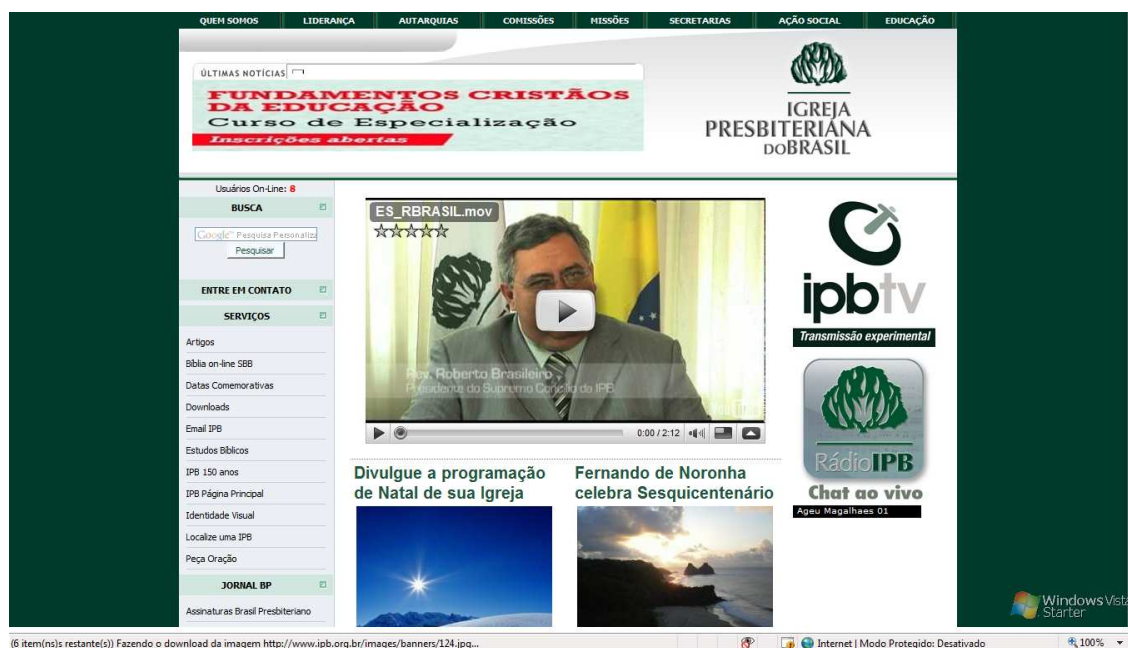 QUEM SOMOS LIDERANÇA AUTARQUIAS COMISSÕES MISSÕES SECRETARIAS AÇÃO SOCIAL EDUCAÇÃO
ÚLTIMAS NOTÍCIAS
FUNDAMENTOS CRISTÃOS
DA EDUCAÇÃO
Curso de Especialização
Inscrições abertas
IGREJA
PRESBITERIANA
DOBRASIL
Usuários On-Line: 8
BUSCA
Google™ Pesquisa Personaliza
Pesquisar
ENTRE EM CONTATO
SERVIÇOS
Artigos
Bíblia on-line SBB
Datas Comemorativas
Downloads
Email IPB
Estudos Bíblicos
IPB 150 anos
IPB Página Principal
Identidade Visual
Localize uma IPB
Peça Oração
JORNAL BP
Assinaturas Brasil Presbiteriano
ES_RBRASIL.mov
Rev. Roberto Brasileiro
Presidente do Supremo Concílio da IPB
0:00 / 2:12
Divulgue a programação
de Natal de sua Igreja
Fernando de Noronha
celebra Sesquicentenário
ipbtv
Transmissão experimental
RádioIPB
Chat ao vivo
Ageu Magalhaes 01
Windows Vista
Starter
(6 item(ns)s restante(s)) Fazendo o download da imagem http://www.ipb.org.br/images/banners/124.jpg...
Internet | Modo Protegido: Desativado
100%